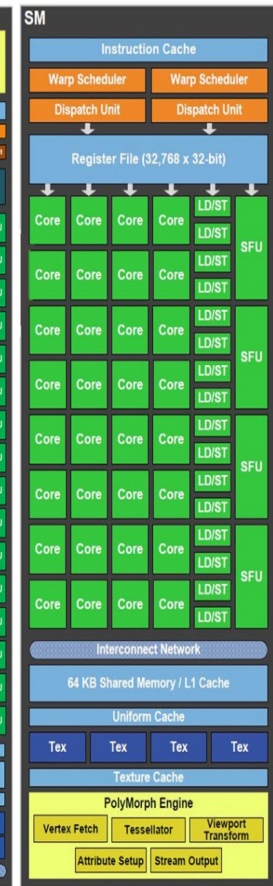 SM
Instruction Cache
Warp Scheduler Warp Scheduler
Dispatch Unit Dispatch Unit
Register File (32,768 x 32-bit)
Core Core Core Core LD/ST
LD/ST
SFU
Core Core Core Core LD/ST
LD/ST
Core Core Core Core LD/ST
LD/ST
SFU
Core Core Core Core LD/ST
LD/ST
Core Core Core Core LD/ST
LD/ST
SFU
Core Core Core Core LD/ST
LD/ST
Core Core Core Core LD/ST
LD/ST
SFU
Core Core Core Core LD/ST
LD/ST
Interconnect Network
64 KB Shared Memory / L1 Cache
Uniform Cache
Tex Tex Tex Tex
Texture Cache
PolyMorph Engine
Vertex Fetch Tessellator Viewport
Transform
Attribute Setup Stream Output